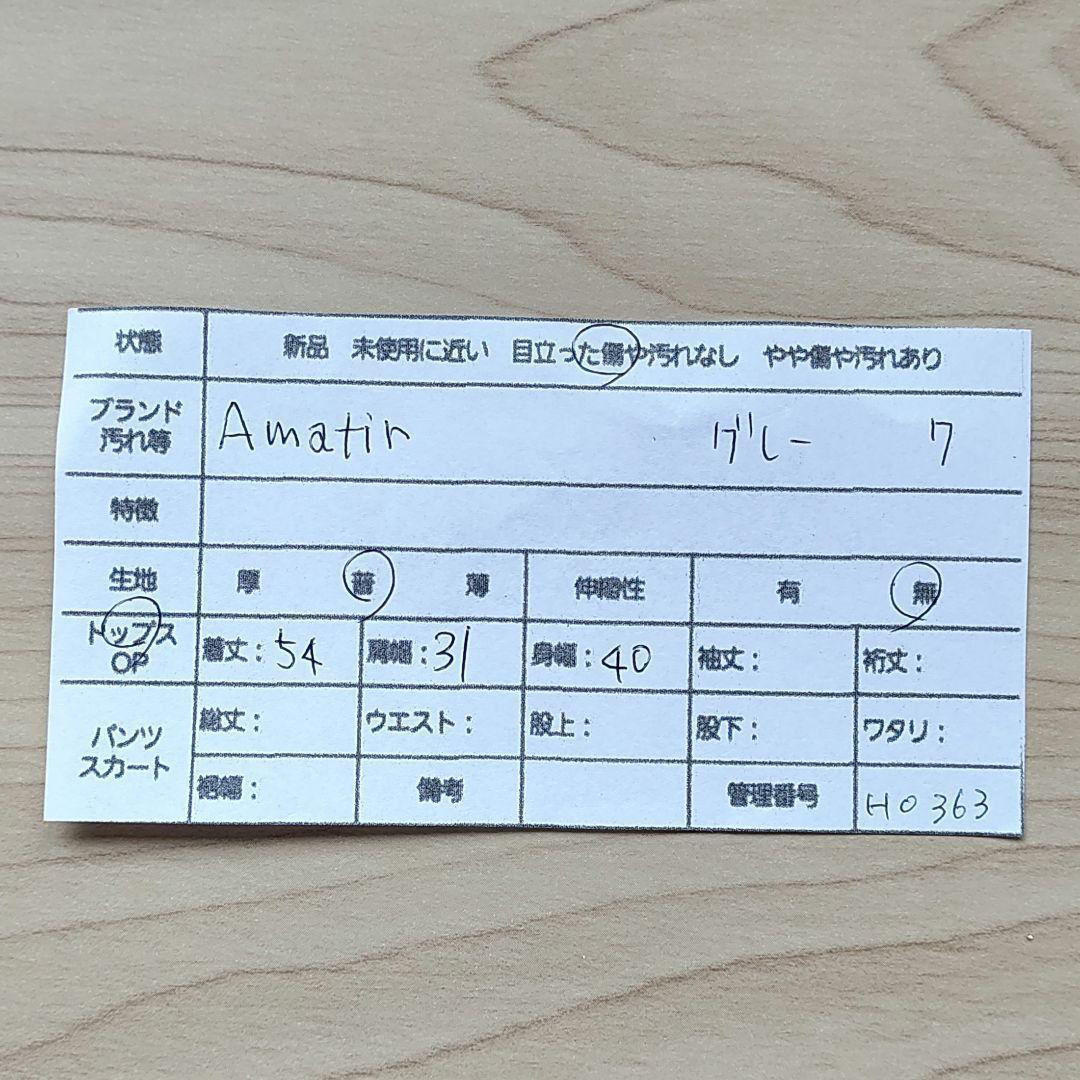 状態 新品 未使用に近い 目立った傷や汚れなし やや傷や汚れあり
ブランド
汚れ等 Amatin グレー 7
特徴
生地 厚 普 薄 伸縮性 有 無
トップス
OP 着丈：54 肩幅：31 身幅：40 袖丈： 裄丈：
パンツ
スカート 総丈： ウエスト： 股上： 股下： ワタリ：
裾幅： 備考 管理番号 H0363